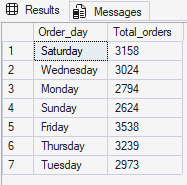 Results Messages
Order_day Total_orders
1 Saturday 3158
2 Wednesday 3024
3 Monday 2794
4 Sunday 2624
5 Friday 3538
6 Thursday 3239
7 Tuesday 2973